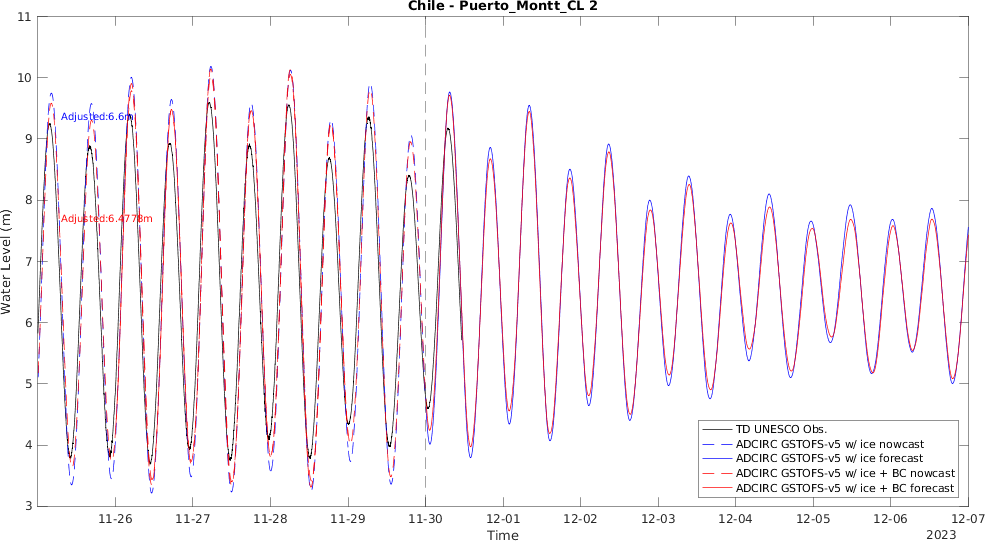 Chile - Puerto_Montt_CL 2
11
10
9
8
7
6
5
4
3
Water Level (m)
Adjusted:6.6m
Adjusted:6.4778m
TD UNESCO Obs.
ADCIRC GSTOFS-v5 w/ ice nowcast
ADCIRC GSTOFS-v5 w/ ice forecast
ADCIRC GSTOFS-v5 w/ ice + BC nowcast
ADCIRC GSTOFS-v5 w/ ice + BC forecast
11-26 11-27 11-28 11-29 11-30 12-01 12-02 12-03 12-04 12-05 12-06 12-07
Time
2023